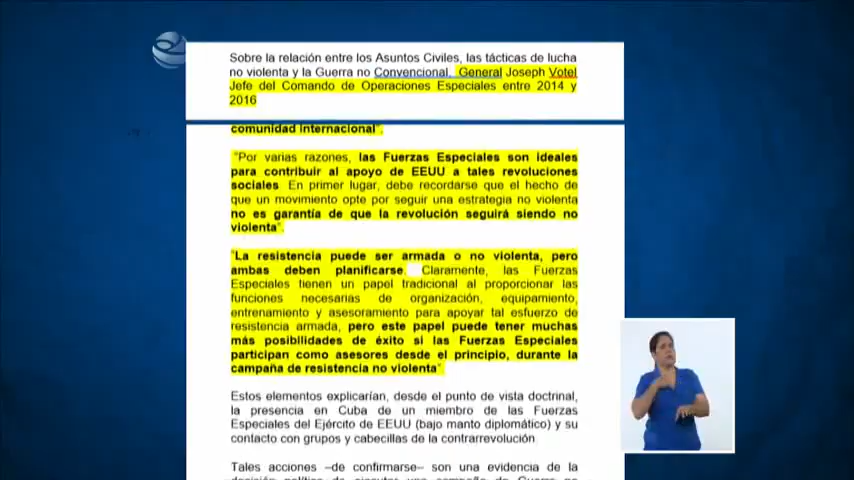 Sobre la relación entre los Asuntos Civiles, las tácticas de lucha
no violenta y la Guerra no Convencional, General Joseph Votel
Jefe del Comando de Operaciones Especiales entre 2014 y
2016
comunidad internacional".
"Por varias razones, las Fuerzas Especiales son ideales
para contribuir al apoyo de EEUU a tales revoluciones
sociales. En primer lugar, debe recordarse que el hecho de
que un movimiento opte por seguir una estrategia no violenta
no es garantía de que la revolución seguirá siendo no
violenta".
"La resistencia puede ser armada o no violenta, pero
ambas deben planificarse. Claramente, las Fuerzas
Especiales tienen un papel tradicional al proporcionar las
funciones necesarias de organización, equipamiento,
entrenamiento y asesoramiento para apoyar tal esfuerzo de
resistencia armada, pero este papel puede tener muchas
más posibilidades de éxito si las Fuerzas Especiales
participan como asesores desde el principio, durante la
campaña de resistencia no violenta"
Estos elementos explicarían, desde el punto de vista doctrinal,
la presencia en Cuba de un miembro de las Fuerzas
Especiales del Ejército de EEUU (bajo manto diplomático) y su
contacto con grupos y cabecillas de la contrarrevolución
Tales acciones –de confirmarse– son una evidencia de la